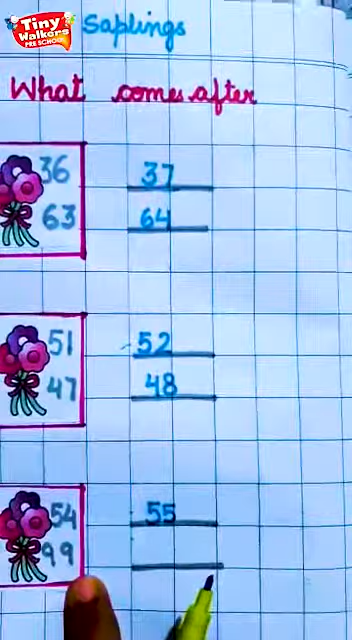 Tiny
Walkers
PRE SCHOOL
Saplings
What comes after
36 37
63 64
51 52
47 48
54 55
99